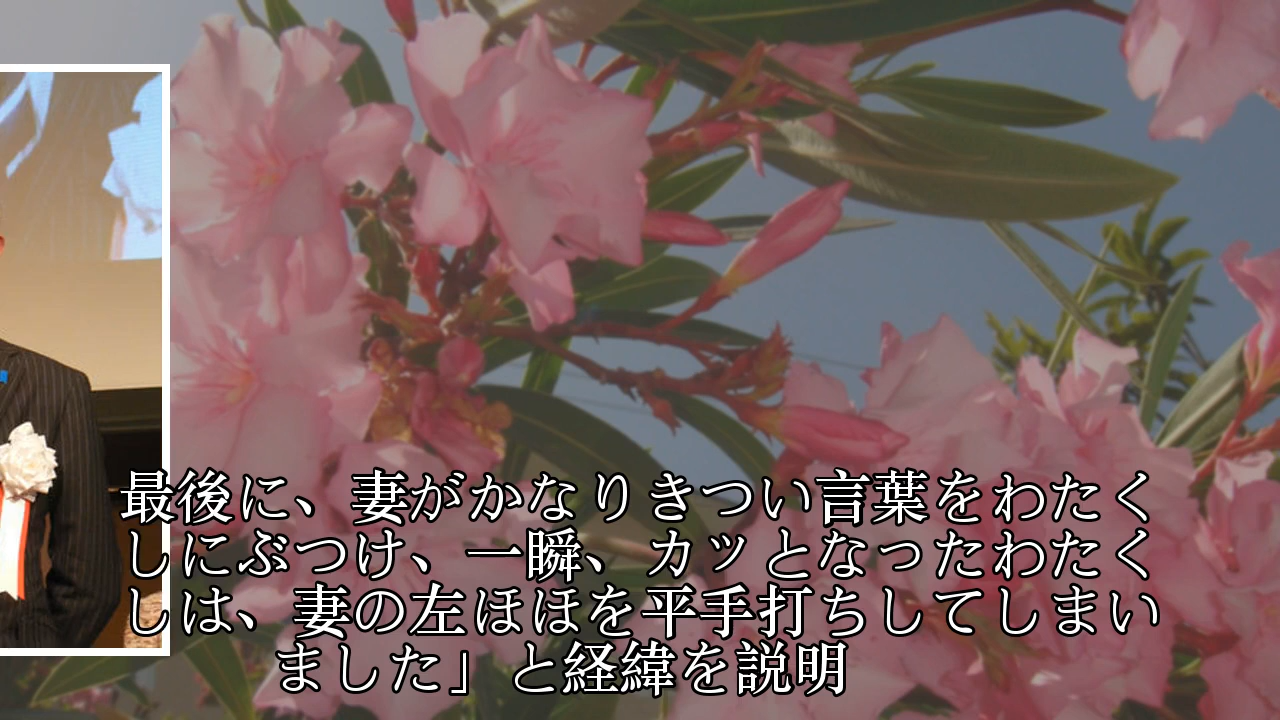 最後に、妻がかなりきつい言葉をわたく
しにぶつけ、一瞬、カッとなったわたく
しは、妻の左ほほを平手打ちしてしまい
ました」と経緯を説明